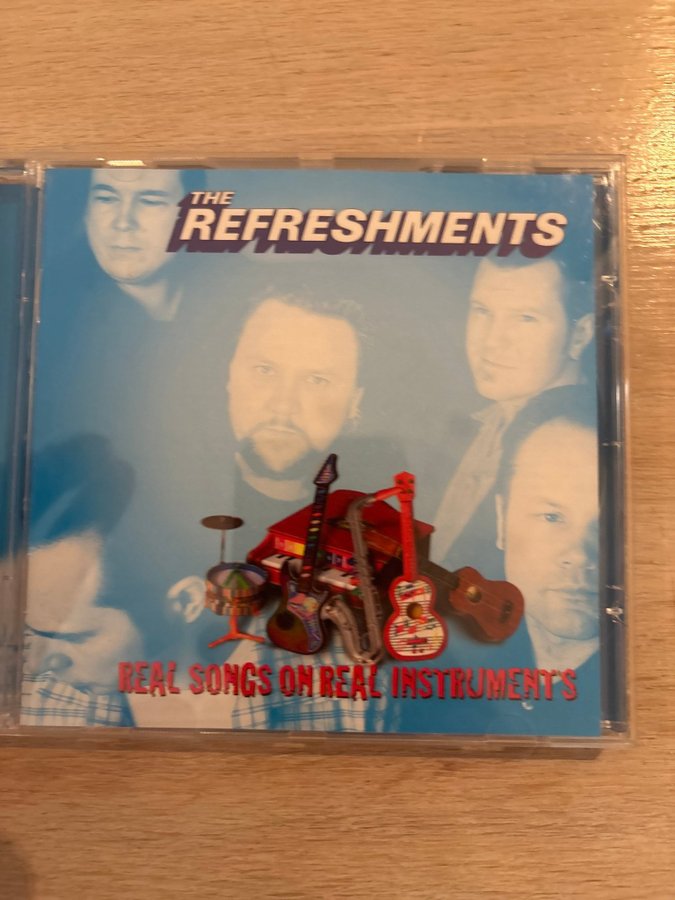 THE
REFRESHMENTS
REAL SONGS ON REAL INSTRUMENTS